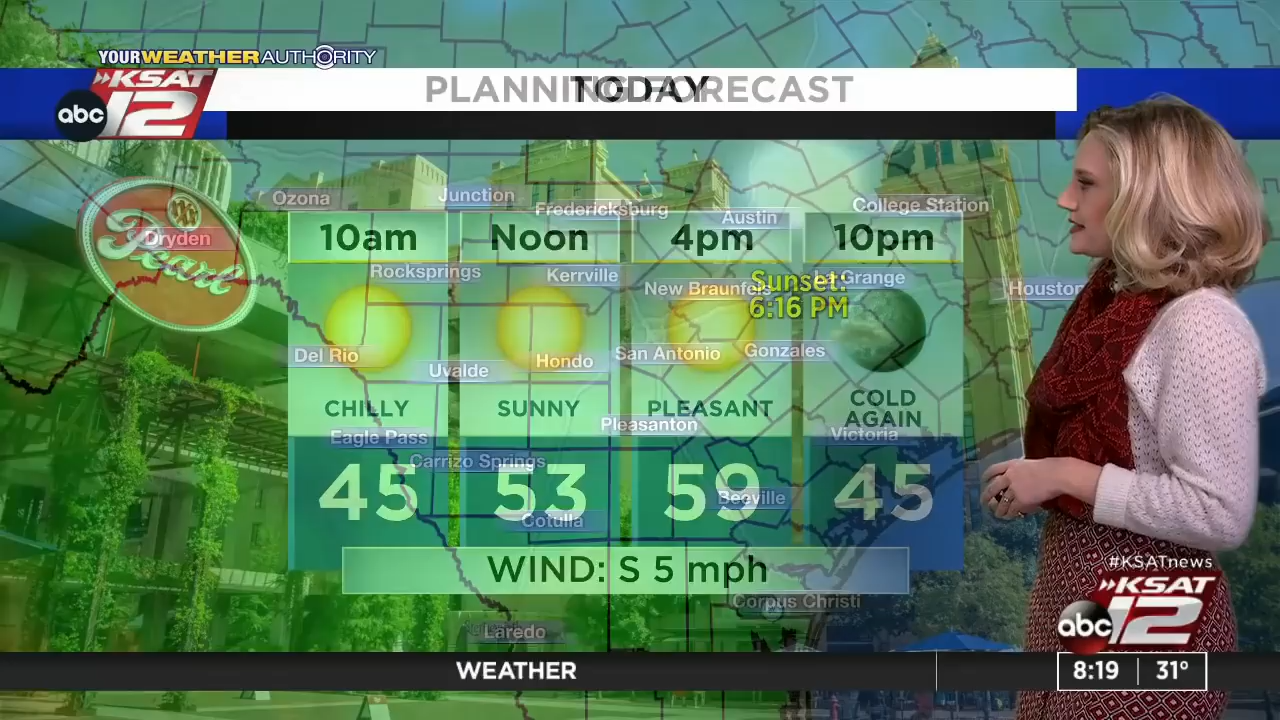 YOUR WEATHER AUTHORITY
KSAT
abc 12
PLANNING FORECAST
TODAY
Pearl
Ozona
Junction
Fredericksburg
Austin
College Station
Dryden
10am
Noon
4pm
10pm
Rocksprings
Kerrville
New Braunfels
La Grange
Houston
Sunset:
6:16 PM
Del Rio
Uvalde
Hondo
San Antonio
Gonzales
CHILLY
SUNNY
PLEASANT
COLD
AGAIN
Pleasanton
Eagle Pass
Victoria
Carrizo Springs
45
53
59
45
Beeville
Cotulla
WIND: S 5 mph
Corpus Christi
Laredo
#KSATnews
KSAT
abc 12
WEATHER
8:19
31°